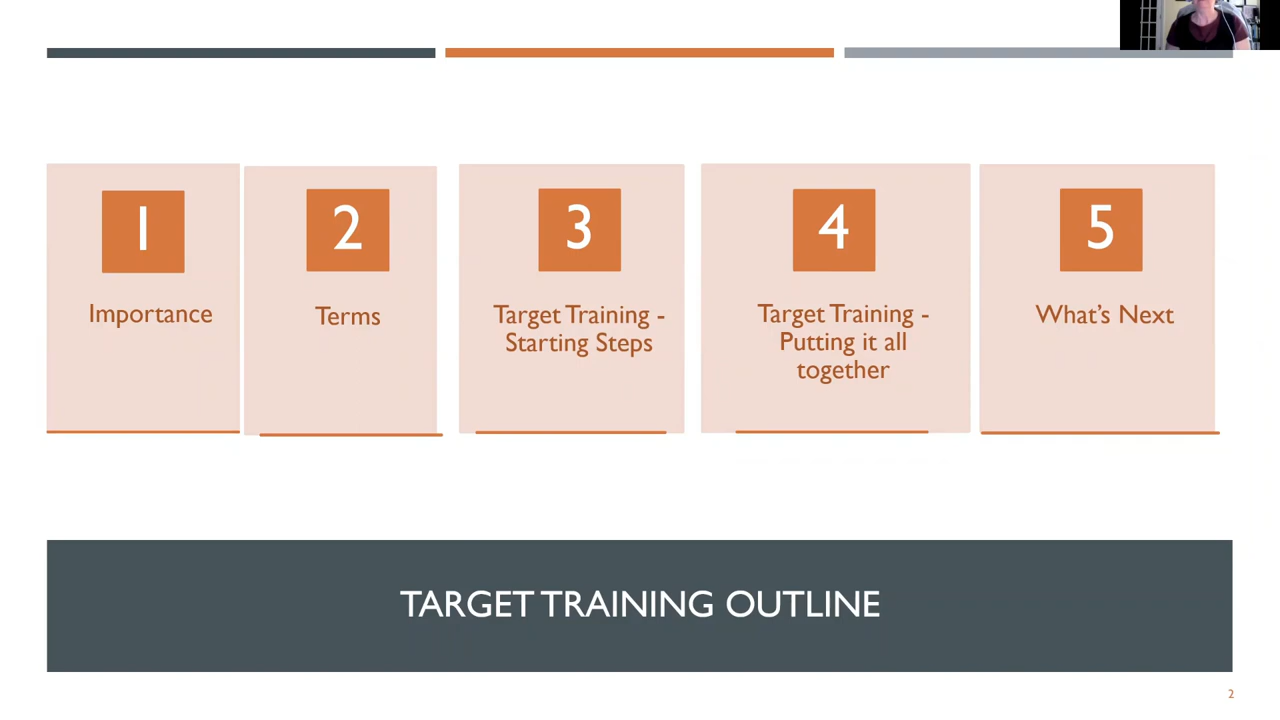 1
Importance
2
Terms
3
Target Training -
Starting Steps
4
Target Training -
Putting it all
together
5
What's Next
TARGET TRAINING OUTLINE
2